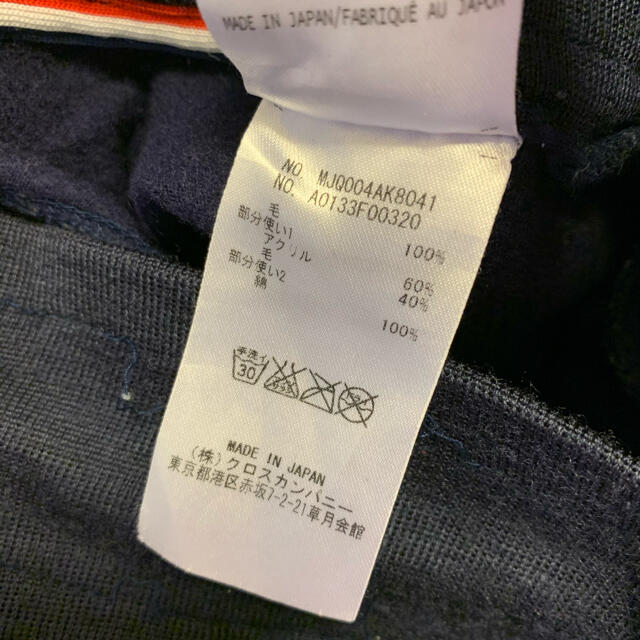 MADE IN JAPAN/FABRIQUÉ AU JAPON
NO. MJQ004AK8041
NO. A0133F00320
毛 100%
部分使い1
アクリル 60%
毛 40%
部分使い2
綿 100%
手洗イ
30
MADE IN JAPAN
(株)クロスカンパニー
東京都港区赤坂7-2-21草月会館